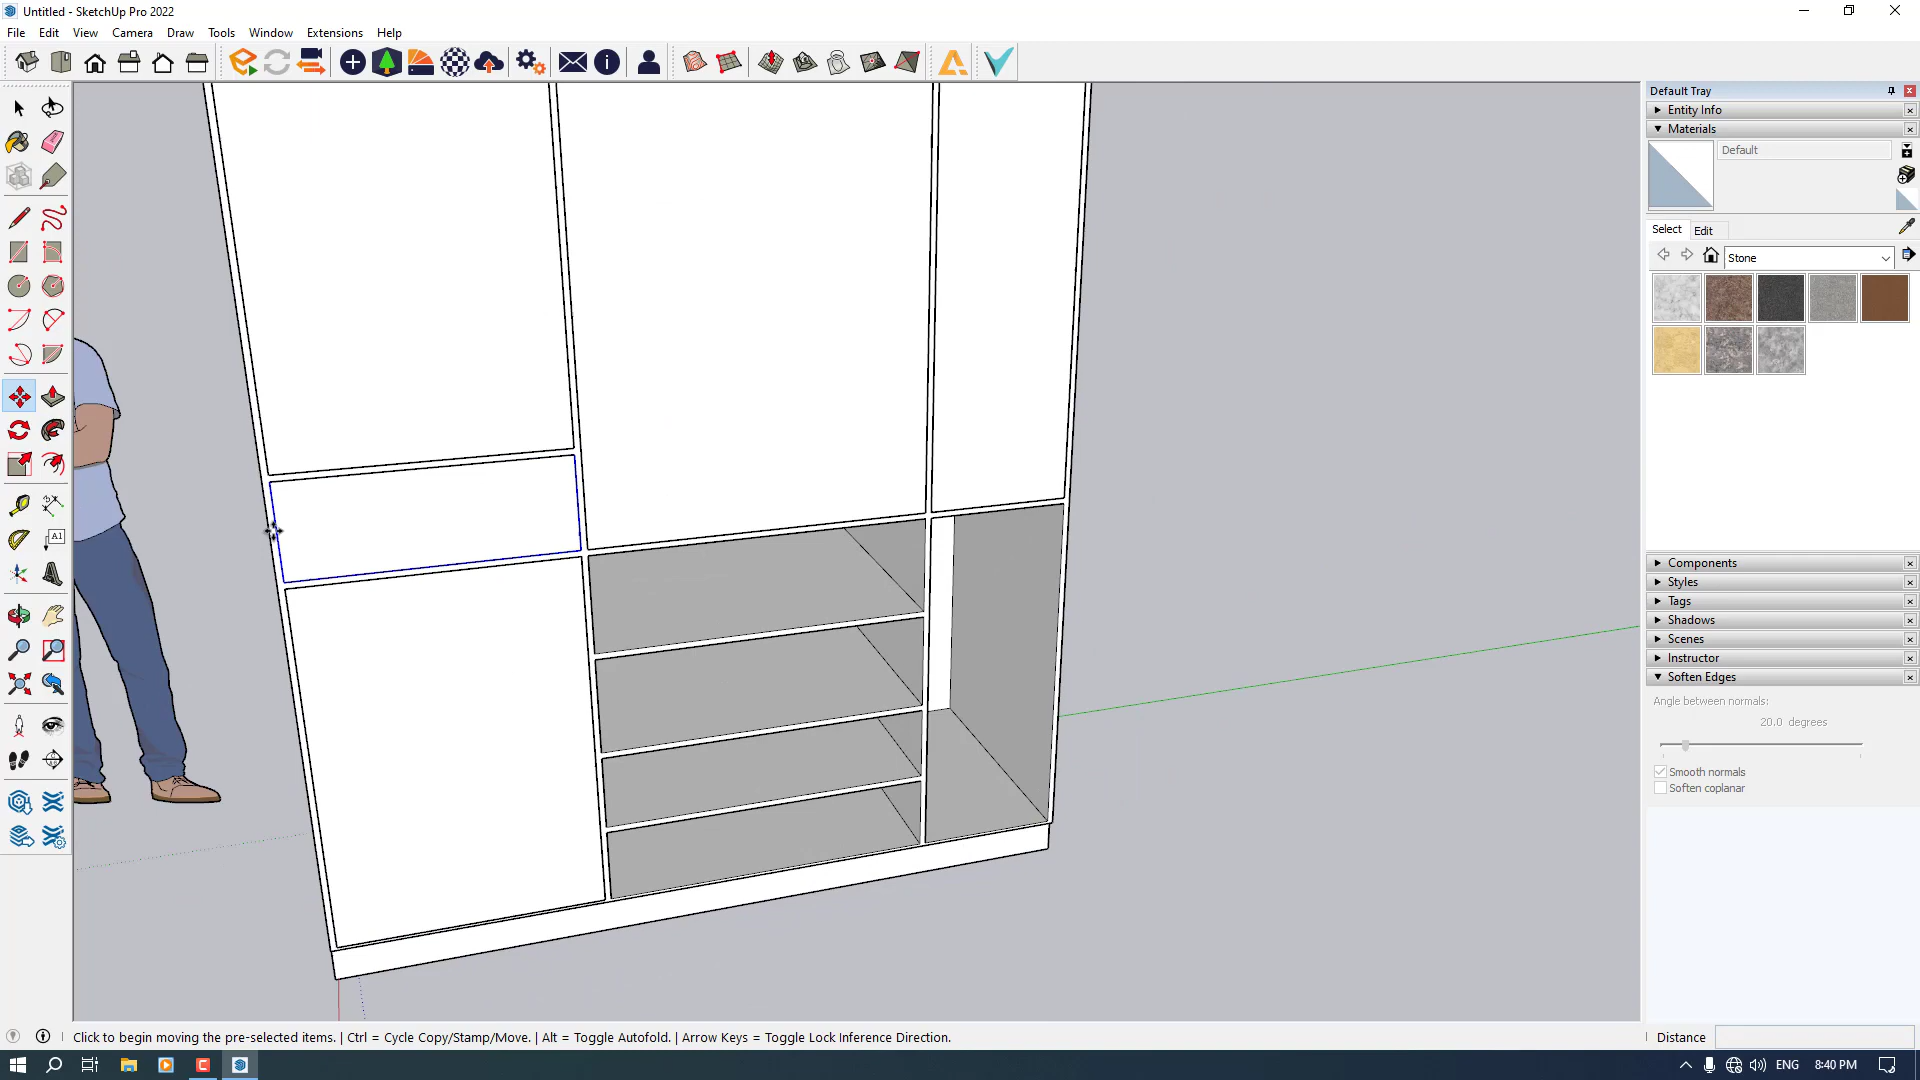 Untitled - SketchUp Pro 2022
File Edit View Camera Draw Tools Window Extensions Help
Default Tray
Entity Info
Materials
Default
Select Edit
Stone
A1
Components
Styles
Tags
Shadows
Scenes
Instructor
Soften Edges
Angle between normals:
20.0 degrees
Smooth normals
Soften coplanar
Click to begin moving the pre-selected items. | Ctrl = Cycle Copy/Stamp/Move. | Alt = Toggle Autofold. | Arrow Keys = Toggle Lock Inference Direction.
Distance
ENG 8:40 PM